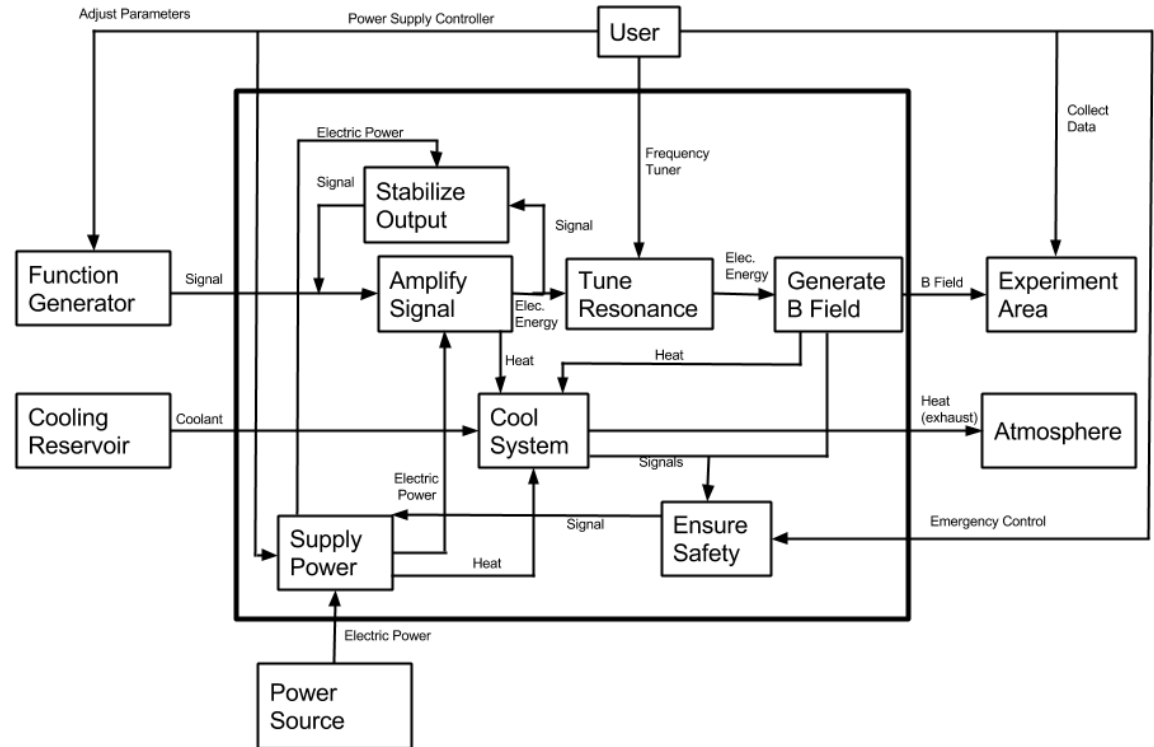 Adjust Parameters
Power Supply Controller
User
Collect
Data
Electric Power
Frequency
Tuner
Signal
Stabilize
Output
Signal
Function
Generator
Signal
Amplify
Signal
Elec.
Energy
Tune
Resonance
Elec.
Energy
Generate
B Field
B Field
Experiment
Area
Heat
Heat
Cooling
Reservoir
Coolant
Cool
System
Heat
(exhaust)
Atmosphere
Signals
Electric
Power
Supply
Power
Signal
Heat
Ensure
Safety
Emergency Control
Electric Power
Power
Source